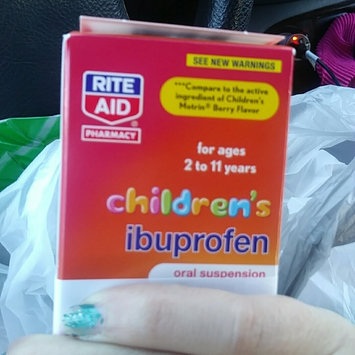 SEE NEW WARNINGS
RITE
AID
PHARMACY
***Compare to the active
ingredient of Children's
Motrin® Berry Flavor
for ages
2 to 11 years
children's
ibuprofen
oral suspension